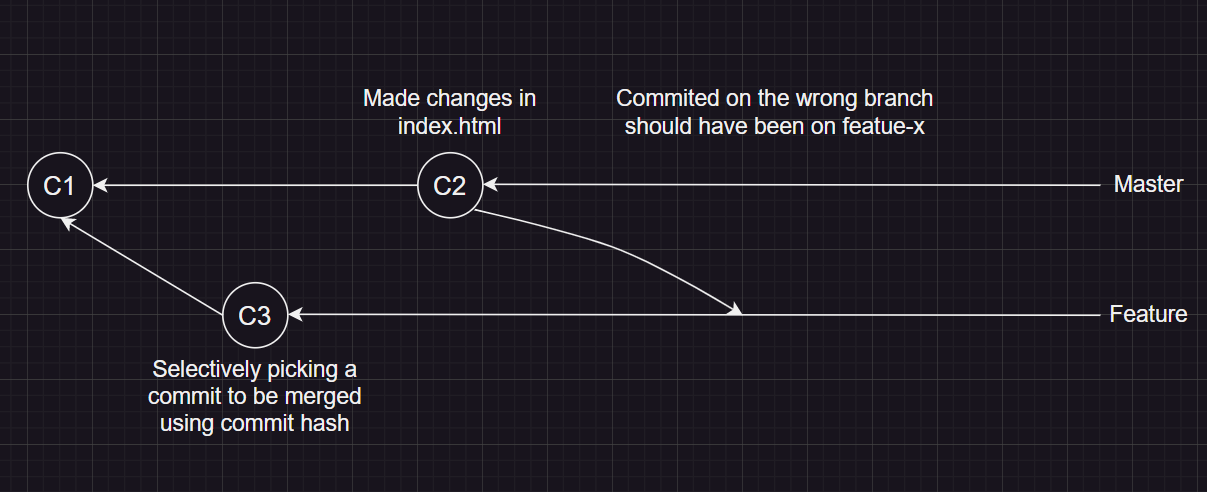 Made changes in
index.html
Commited on the wrong branch
should have been on featue-x
C1
C2
Master
C3
Feature
Selectively picking a
commit to be merged
using commit hash